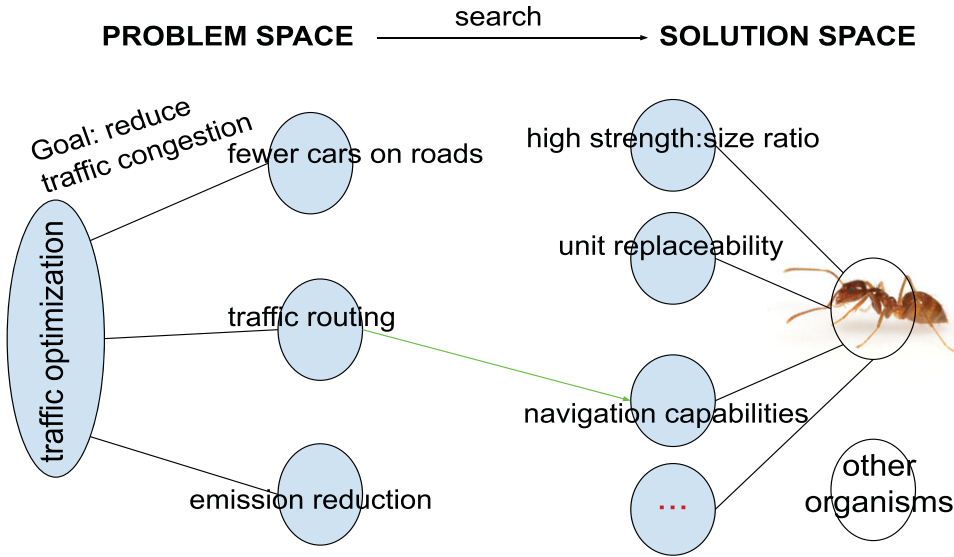 search
PROBLEM SPACE
SOLUTION SPACE
Goal: reduce
traffic congestion
fewer cars on roads
high strength:size ratio
unit replaceability
traffic optimization
traffic routing
navigation capabilities
emission reduction
...
other
organisms